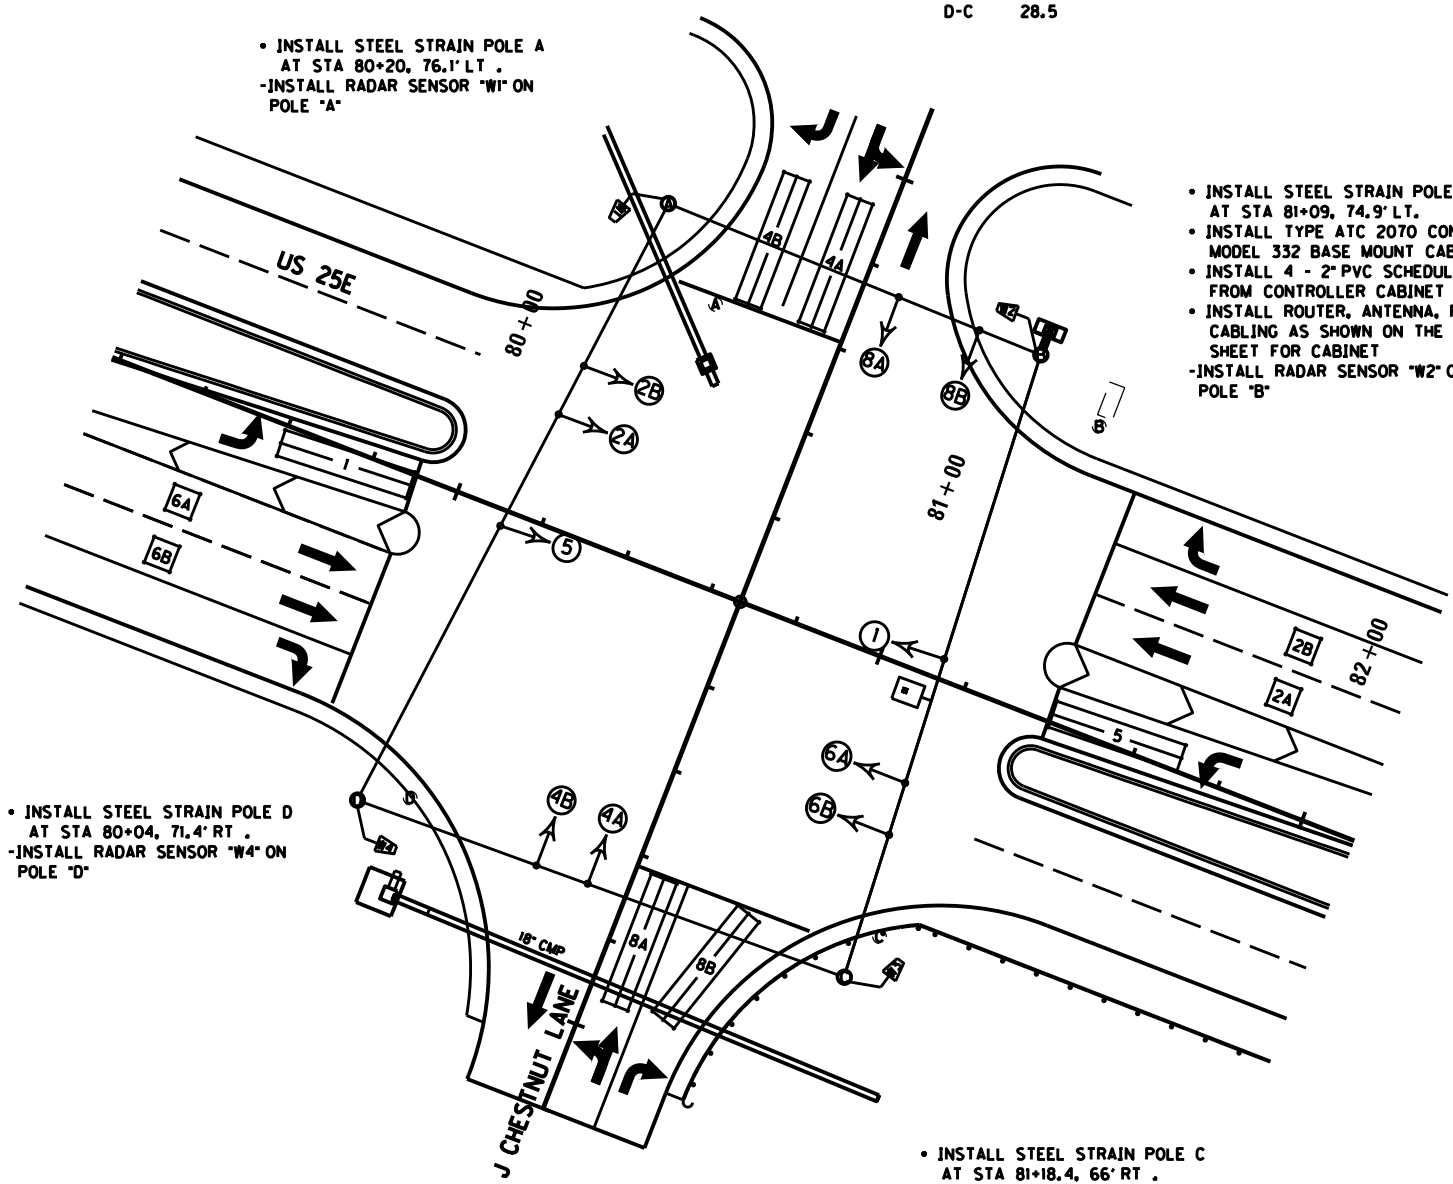 D-C 28.5
• INSTALL STEEL STRAIN POLE A
AT STA 80+20, 76.1' LT .
-INSTALL RADAR SENSOR "W1" ON
POLE "A"
• INSTALL STEEL STRAIN POLE
AT STA 81+09, 74.9' LT.
• INSTALL TYPE ATC 2070
MODEL 332 BASE MOUNT
• INSTALL 4 - 2" PVC
FROM CONTROLLER CABINET
• INSTALL ROUTER, ANTENNA,
CABLING AS SHOWN ON THE
SHEET FOR CABINET
-INSTALL RADAR SENSOR "W2"
POLE "B"
US 25E
80+00
81+00
82+00
A
W1
4B
4A
A
W2
8A
8B
B
2B
2A
5
1
6A
6B
1
6A
6B
4B
4A
2B
2A
5
D
W4
18" CMP
8A
8B
C
• INSTALL STEEL STRAIN POLE D
AT STA 80+04, 71.4' RT .
-INSTALL RADAR SENSOR "W4" ON
POLE "D"
J CHESTNUT LANE
• INSTALL STEEL STRAIN POLE C
AT STA 81+18.4, 66' RT .